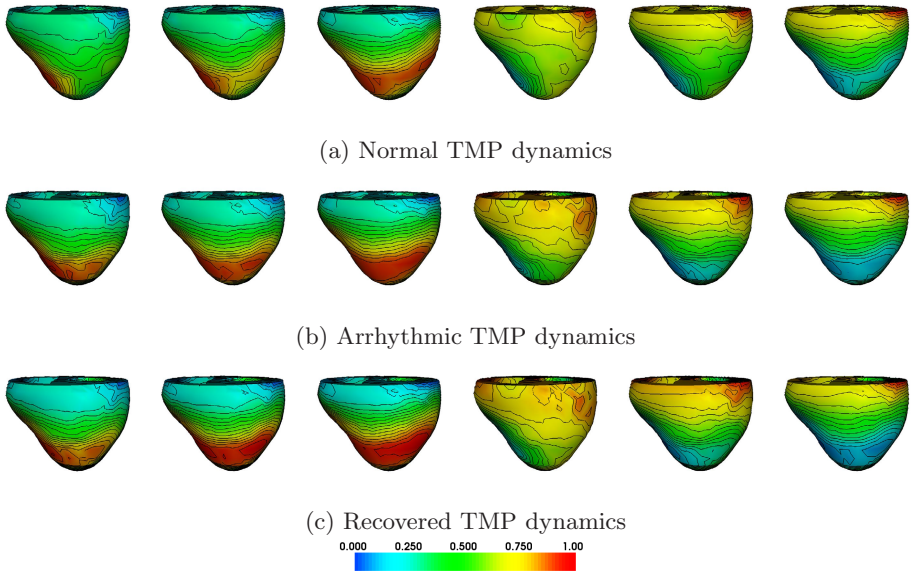 (a) Normal TMP dynamics
(b) Arrhythmic TMP dynamics
(c) Recovered TMP dynamics
0.000 0.250 0.500 0.750 1.00